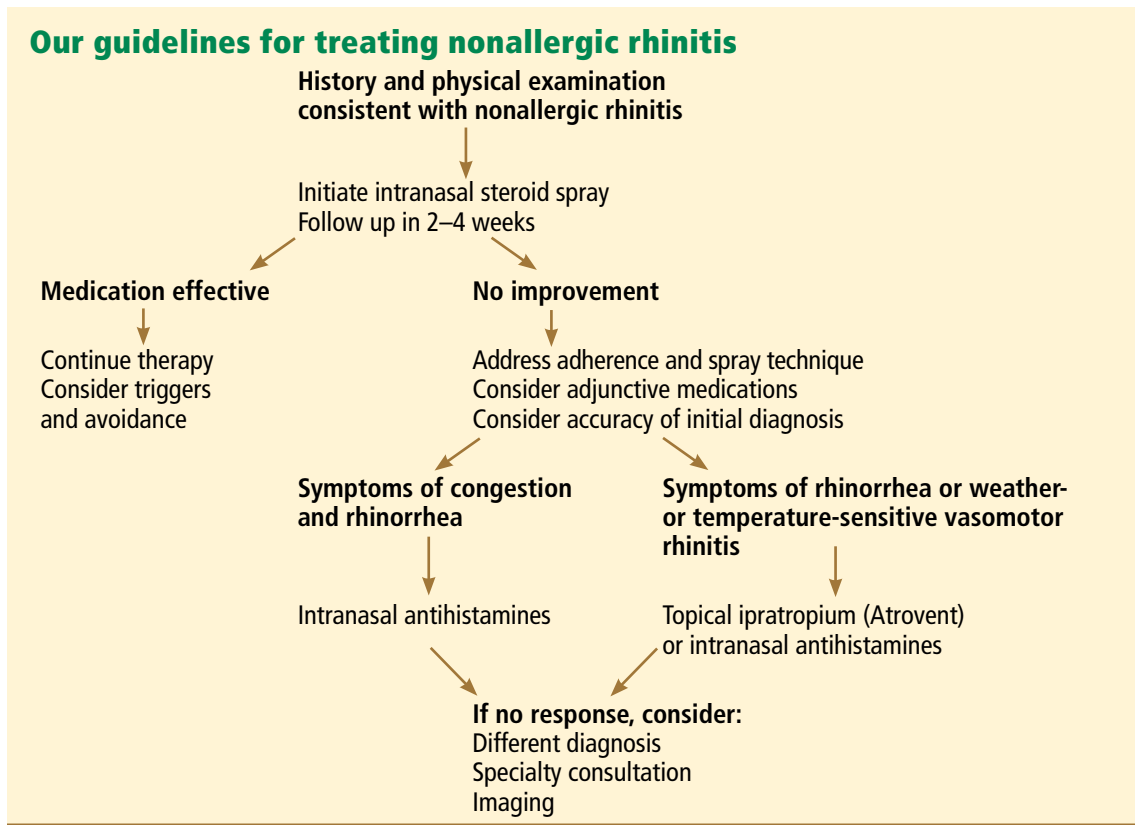 Our guidelines for treating nonallergic rhinitis
History and physical examination
consistent with nonallergic rhinitis
Initiate intranasal steroid spray
Follow up in 2–4 weeks
Medication effective
No improvement
Continue therapy
Consider triggers
and avoidance
Address adherence and spray technique
Consider adjunctive medications
Consider accuracy of initial diagnosis
Symptoms of congestion
and rhinorrhea
Symptoms of rhinorrhea or weather-
or temperature-sensitive vasomotor
rhinitis
Intranasal antihistamines
Topical ipratropium (Atrovent)
or intranasal antihistamines
If no response, consider:
Different diagnosis
Specialty consultation
Imaging